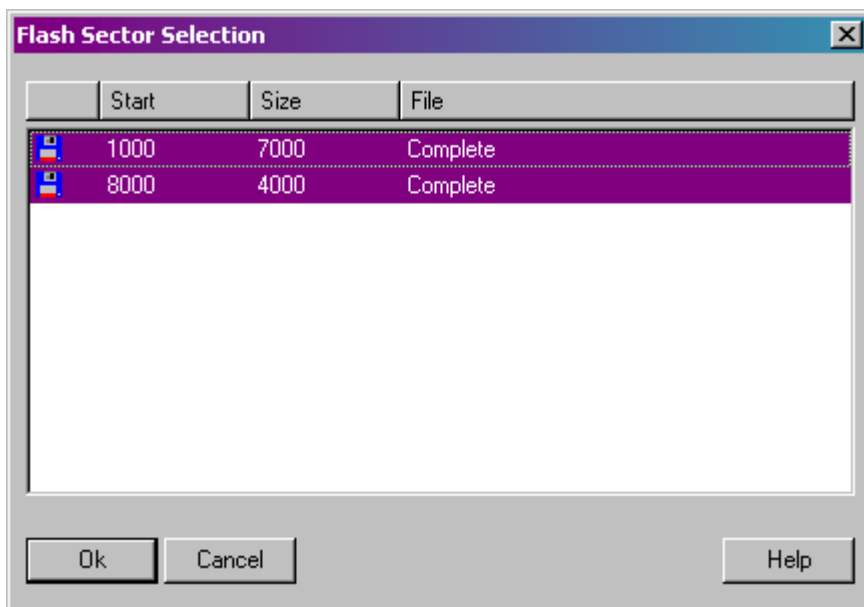 Flash Sector Selection
Start Size File
1000 7000 Complete
8000 4000 Complete
Ok Cancel Help